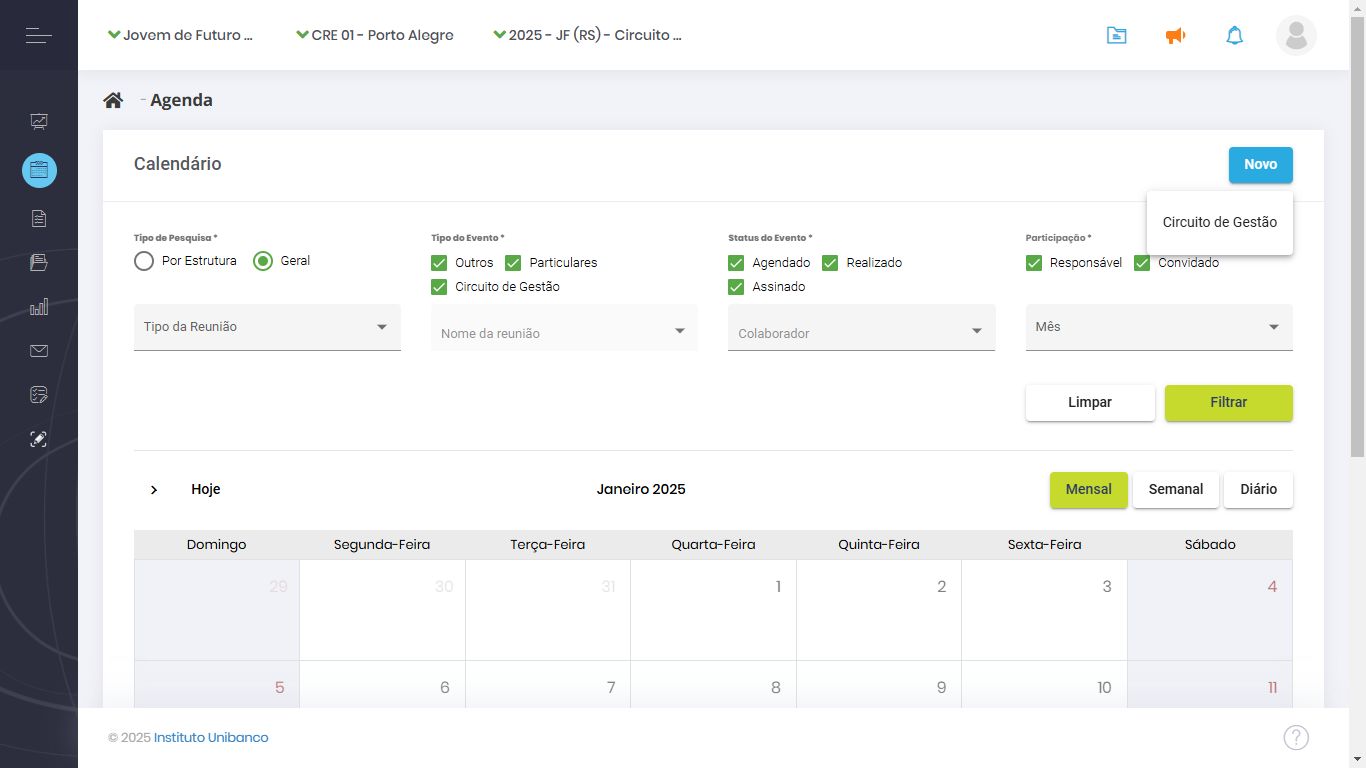 Jovem de Futuro ...
CRE 01 - Porto Alegre
2025 - JF (RS) - Circuito ...
- Agenda
Calendário
Novo
Circuito de Gestão
Tipo de Pesquisa *
Por Estrutura
Geral
Tipo do Evento *
Outros
Particulares
Circuito de Gestão
Status do Evento *
Agendado
Realizado
Assinado
Participação *
Responsável
Convidado
Tipo da Reunião
Nome da reunião
Colaborador
Mês
Limpar
Filtrar
Hoje
Janeiro 2025
Mensal
Semanal
Diário
Domingo Segunda-Feira Terça-Feira Quarta-Feira Quinta-Feira Sexta-Feira Sábado
29 30 31 1 2 3 4
5 6 7 8 9 10 11
© 2025 Instituto Unibanco
?